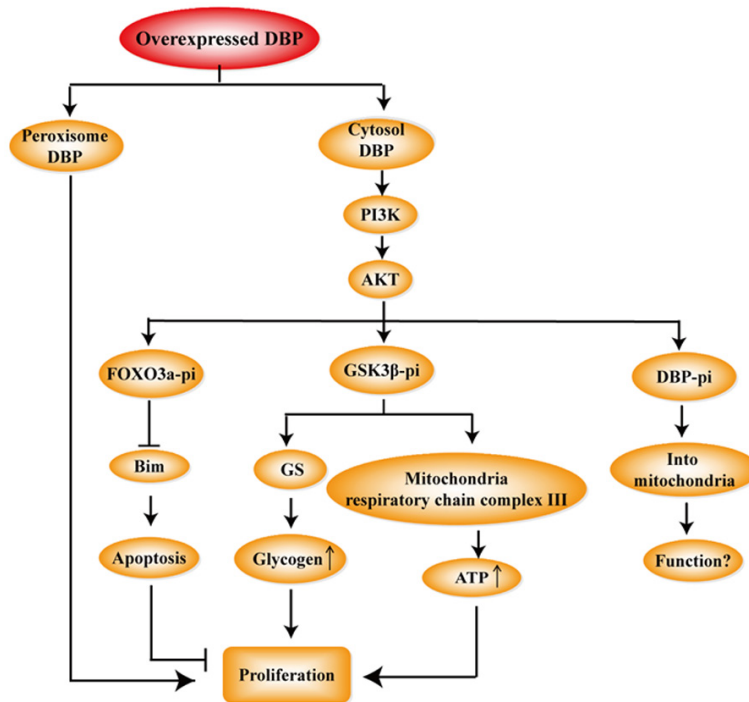 Overexpressed DBP
Peroxisome
DBP
Cytosol
DBP
PI3K
AKT
FOXO3a-pi
GSK3β-pi
DBP-pi
Bim
GS
Mitochondria
respiratory chain complex III
Into
mitochondria
Apoptosis
Glycogen↑
ATP↑
Function?
Proliferation